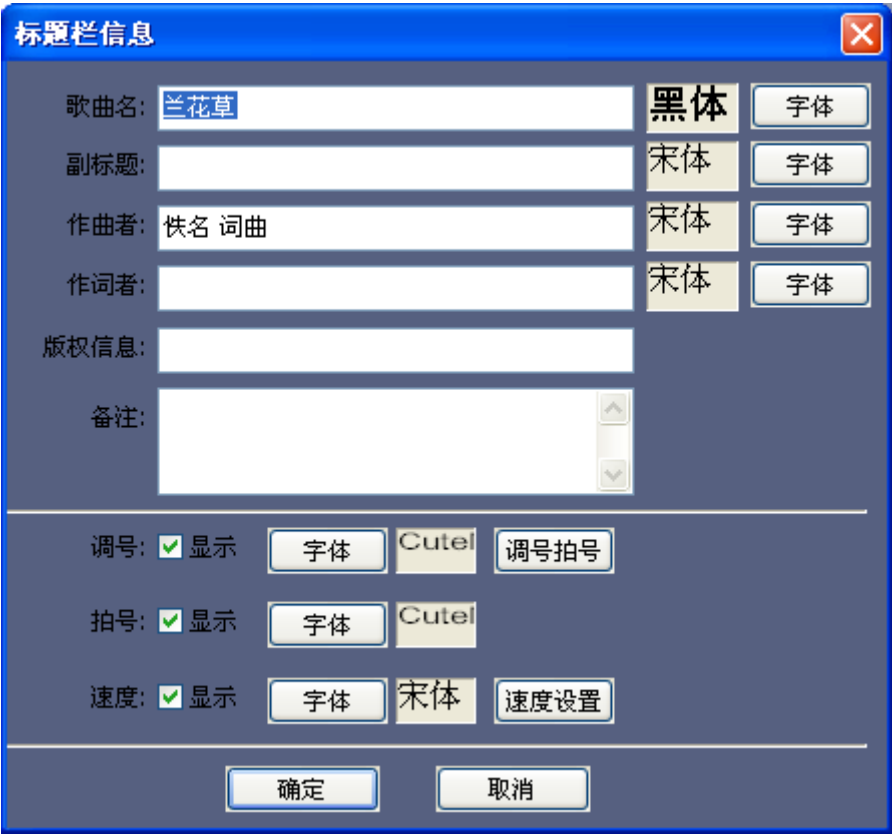 标题栏信息
歌曲名: 兰花草 黑体 字体
副标题: 宋体 字体
作曲者: 佚名 词曲 宋体 字体
作词者: 宋体 字体
版权信息:
备注:
调号: 显示 字体 Cutel 调号拍号
拍号: 显示 字体 Cutel
速度: 显示 字体 宋体 速度设置
确定 取消